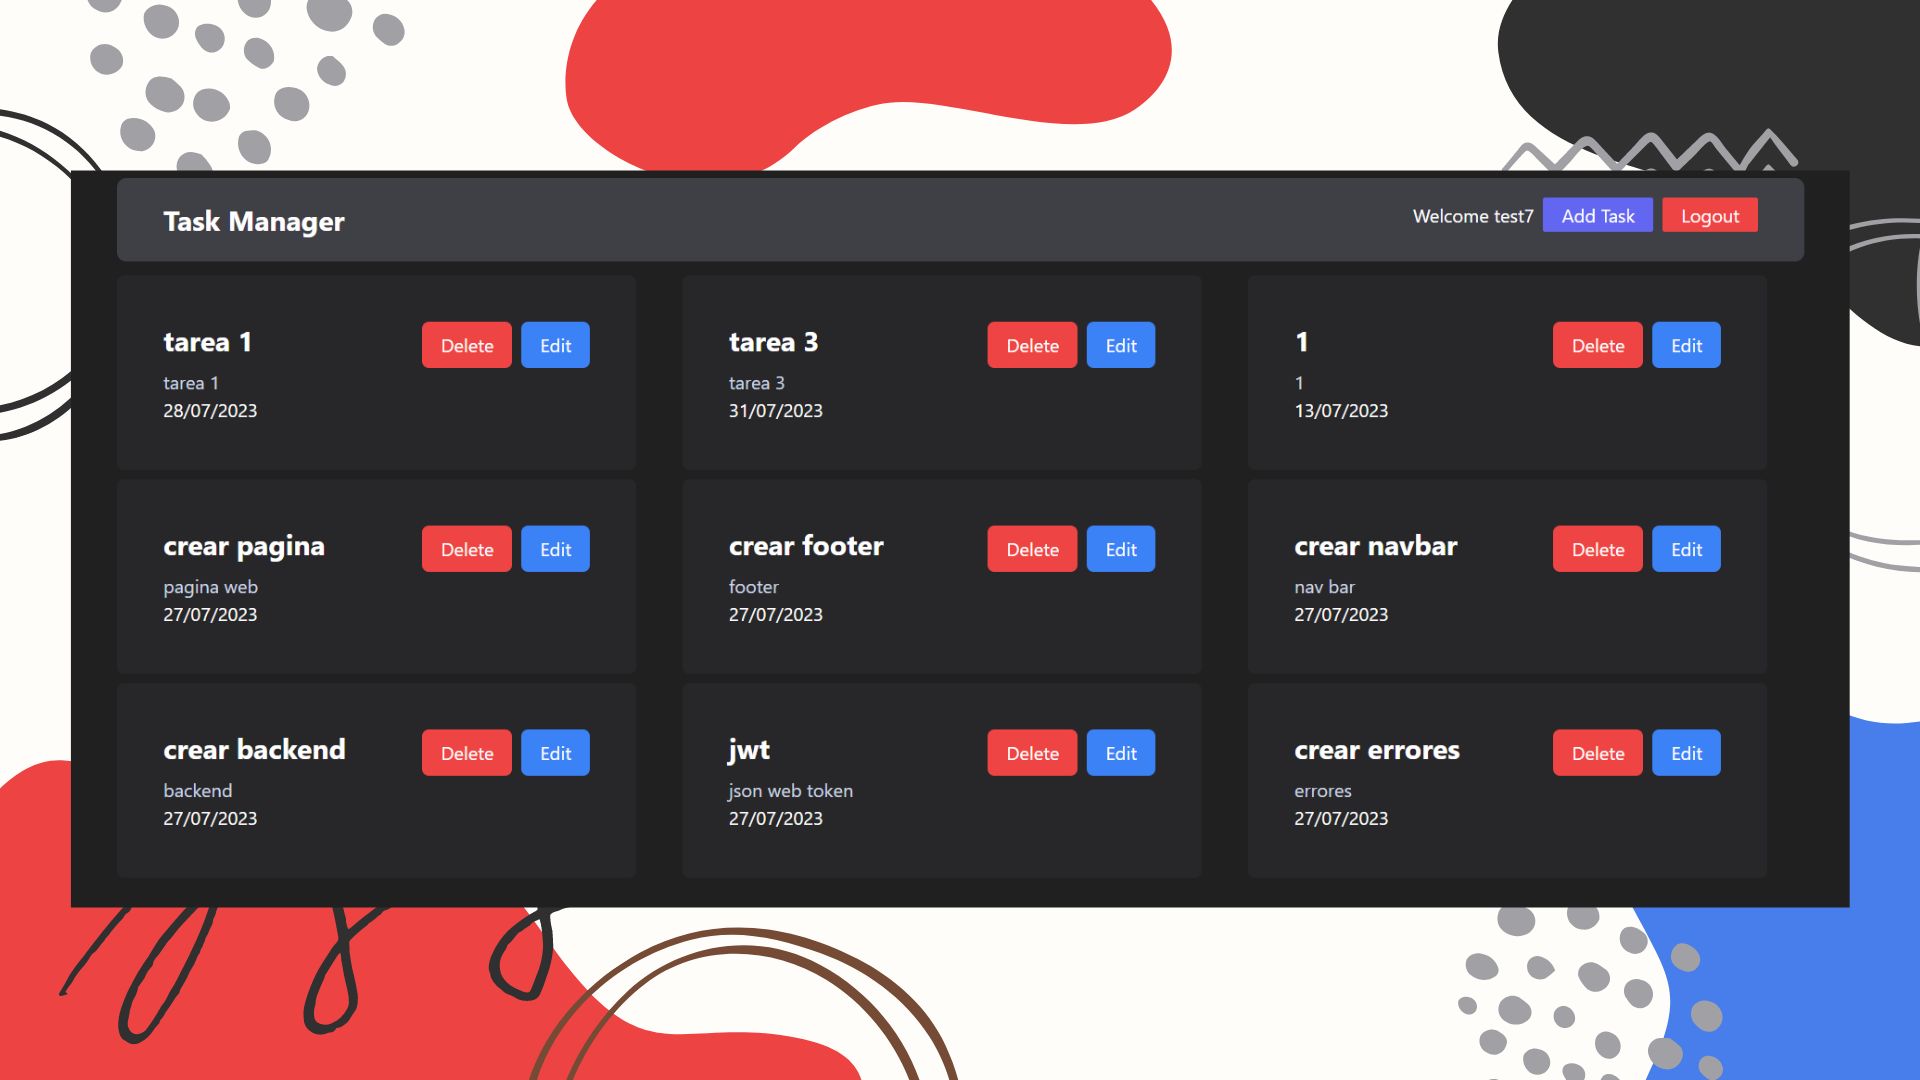 Task Manager
Welcome test7 Add Task Logout
tarea 1 Delete Edit
tarea 1
28/07/2023
tarea 3 Delete Edit
tarea 3
31/07/2023
1 Delete Edit
1
13/07/2023
crear pagina Delete Edit
pagina web
27/07/2023
crear footer Delete Edit
footer
27/07/2023
crear navbar Delete Edit
nav bar
27/07/2023
crear backend Delete Edit
backend
27/07/2023
jwt Delete Edit
json web token
27/07/2023
crear errores Delete Edit
errores
27/07/2023